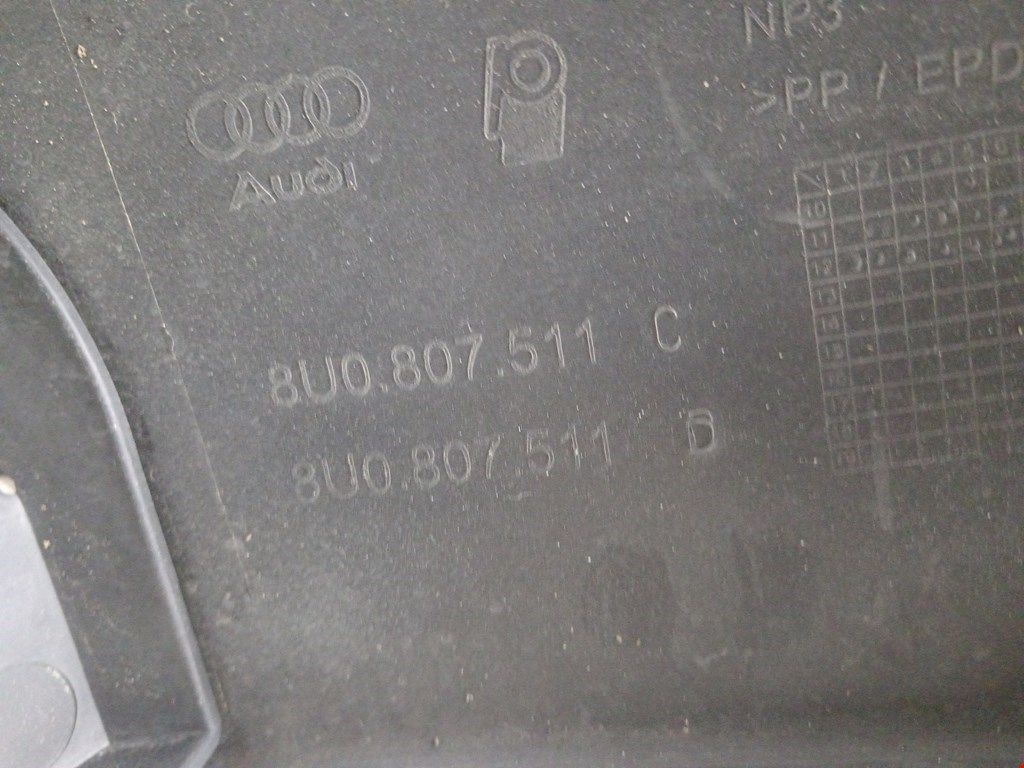 NP3
>PP / EPD
Audi
8U0.807.511 C
8U0.807.511 D